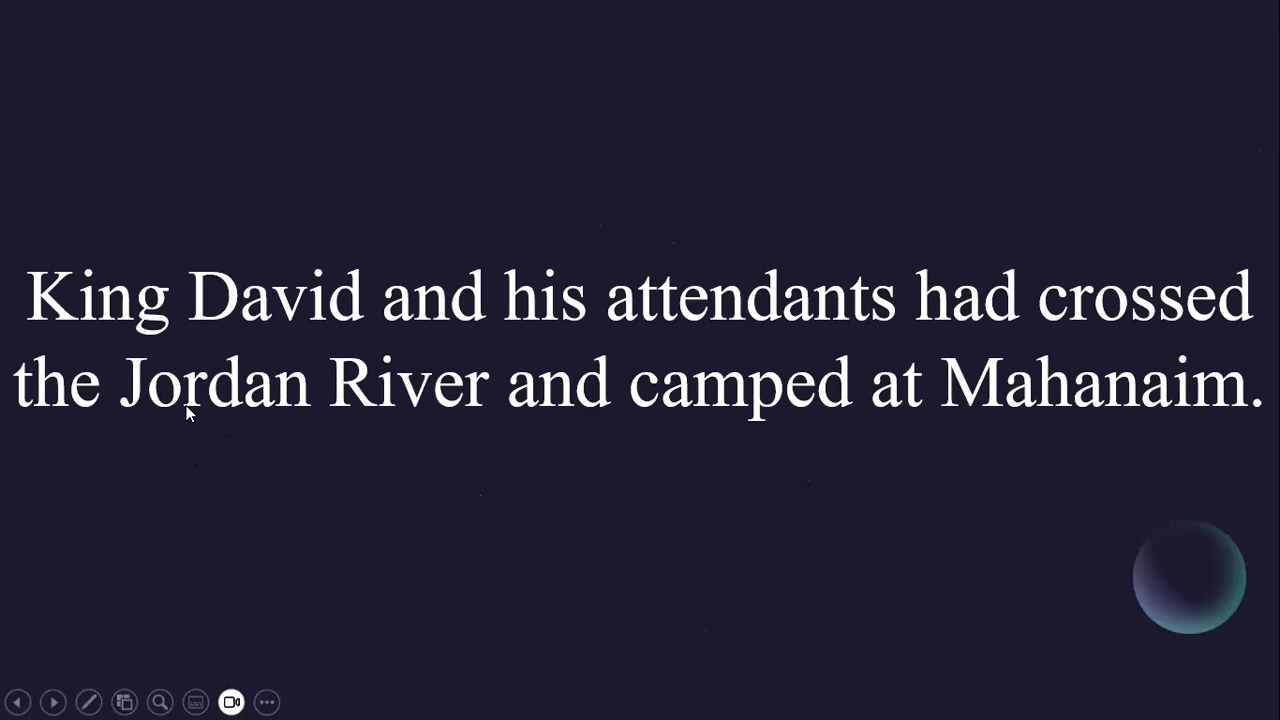 King David and his attendants had crossed
the Jordan River and camped at Mahanaim.